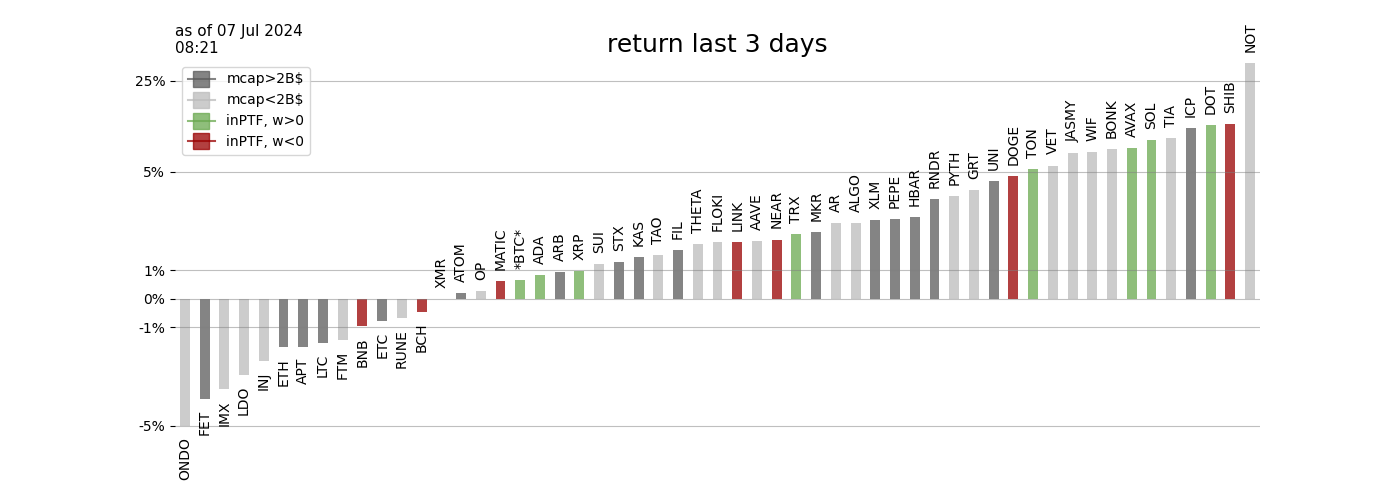 as of 07 Jul 2024
08:21
return last 3 days
mcap>2B$
mcap<2B$
inPTF, w>0
inPTF, w<0
25%
5%
1%
0%
-1%
-5%
ONDO
FET
IMX
LDO
INJ
ETH
APT
LTC
FTM
BNB
ETC
RUNE
BCH
XMR
ATOM
OP
MATIC
*BTC*
ADA
ARB
XRP
SUI
STX
KAS
TAO
FIL
THETA
FLOKI
LINK
AAVE
NEAR
TRX
MKR
AR
ALGO
XLM
PEPE
HBAR
RNDR
PYTH
GRT
UNI
DOGE
TON
VET
JASMY
WIF
BONK
AVAX
SOL
TIA
ICP
DOT
SHIB
NOT